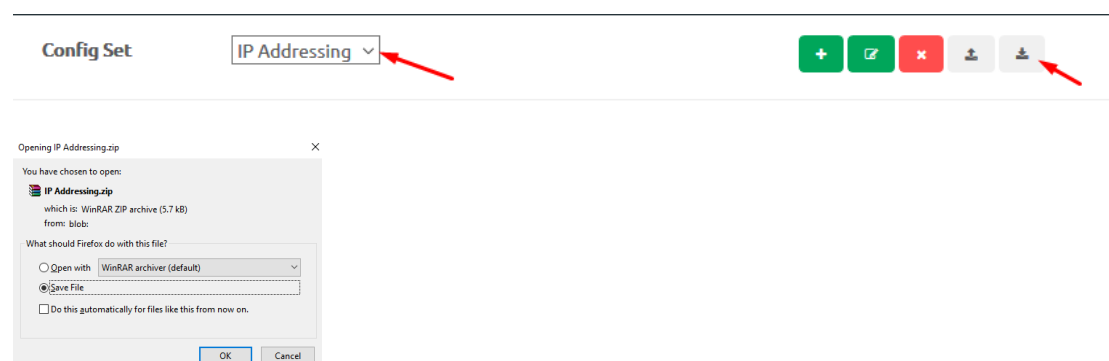 Config Set
IP Addressing
Opening IP Addressing.zip
You have chosen to open:
IP Addressing.zip
which is: WinRAR ZIP archive (5.7 kB)
from: blob:
What should Firefox do with this file?
Open with WinRAR archiver (default)
Save File
Do this automatically for files like this from now on.
OK Cancel